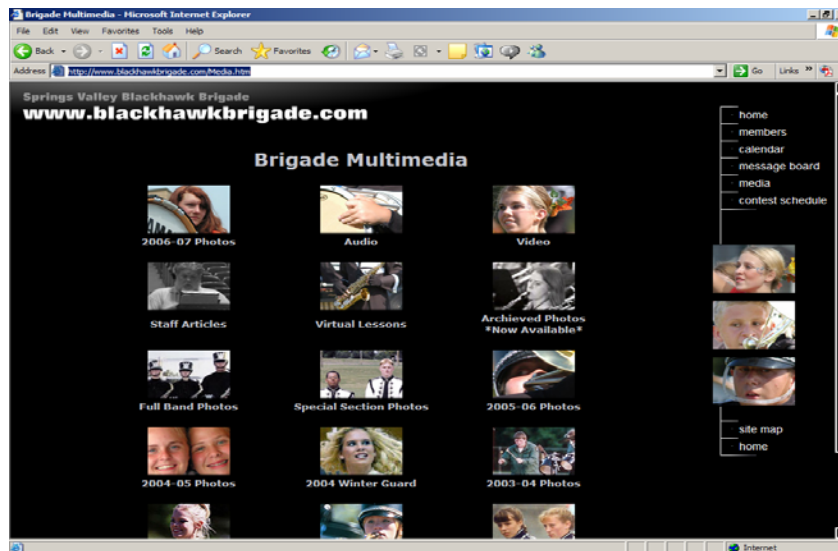 Brigade Multimedia - Microsoft Internet Explorer
File Edit View Favorites Tools Help
Back Search Favorites
Address http://www.blackhawkbrigade.com/Media.htm Go Links »
Springs Valley Blackhawk Brigade
www.blackhawkbrigade.com
Brigade Multimedia
2006-07 Photos Audio Video
Staff Articles Virtual Lessons Archieved Photos
*Now Available*
Full Band Photos Special Section Photos 2005-06 Photos
2004-05 Photos 2004 Winter Guard 2003-04 Photos
home
members
calendar
message board
media
contest schedule
site map
home
Internet